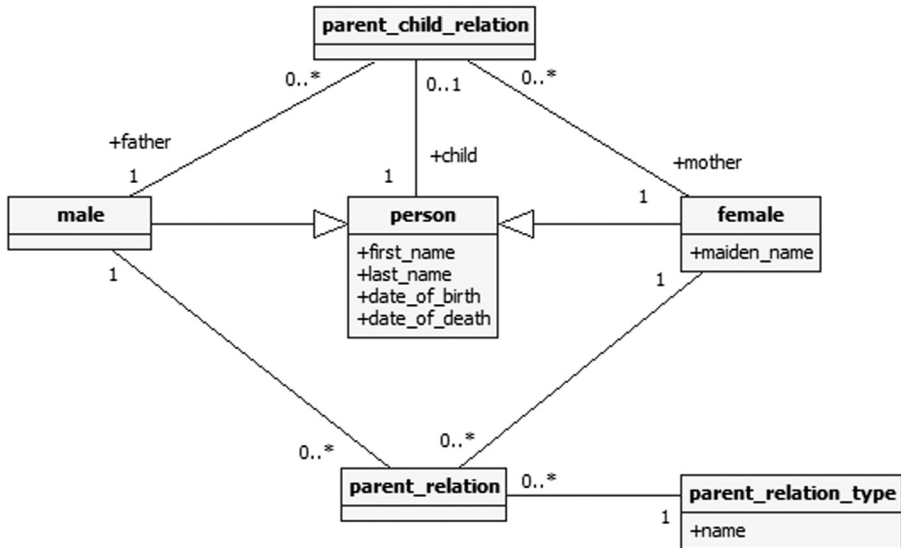 parent_child_relation
0..*
0..1
0..*
+father
+child
+mother
1
1
1
male
person
female
+first_name
+last_name
+date_of_birth
+date_of_death
+maiden_name
1
1
0..*
0..*
parent_relation
0..*
1
parent_relation_type
+name